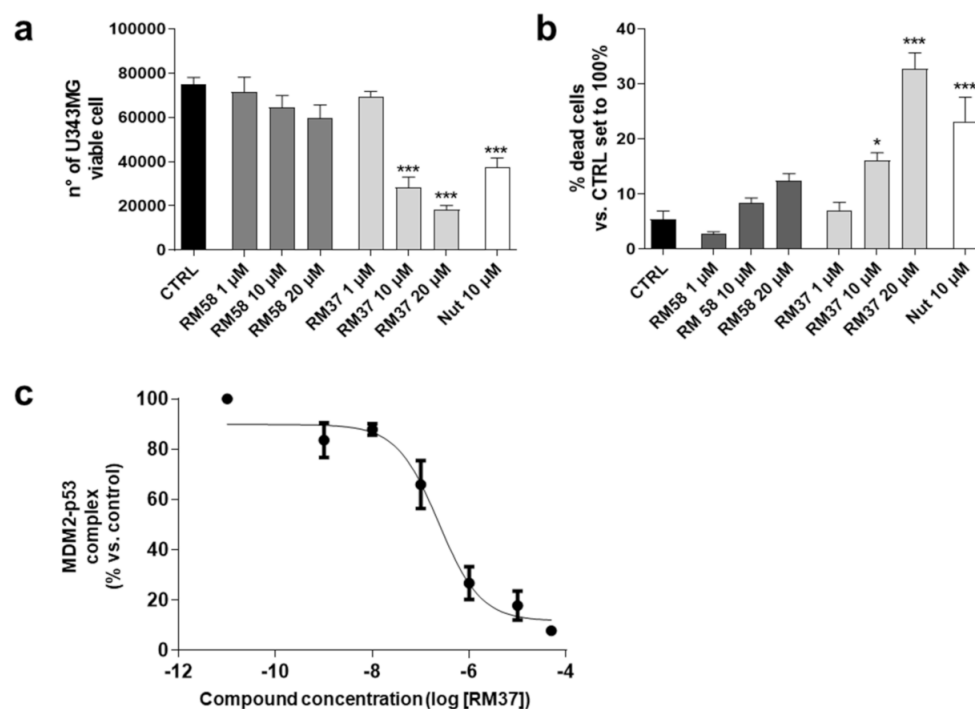 a
n° of U343MG
viable cell
100000
80000
60000
40000
20000
0
***
***
***
CTRL
RM58 1 µM
RM58 10 µM
RM58 20 µM
RM37 1 µM
RM37 10 µM
RM37 20 µM
Nut 10 µM
b
% dead cells
vs. CTRL set to 100%
40
30
20
10
0
*
***
***
CTRL
RM58 1 µM
RM 58 10 µM
RM58 20 µM
RM37 1 µM
RM37 10 µM
RM37 20 µM
Nut 10 µM
c
MDM2-p53
complex
(% vs. control)
100
80
60
40
20
0
-12
-10
-8
-6
-4
Compound concentration (log [RM37])